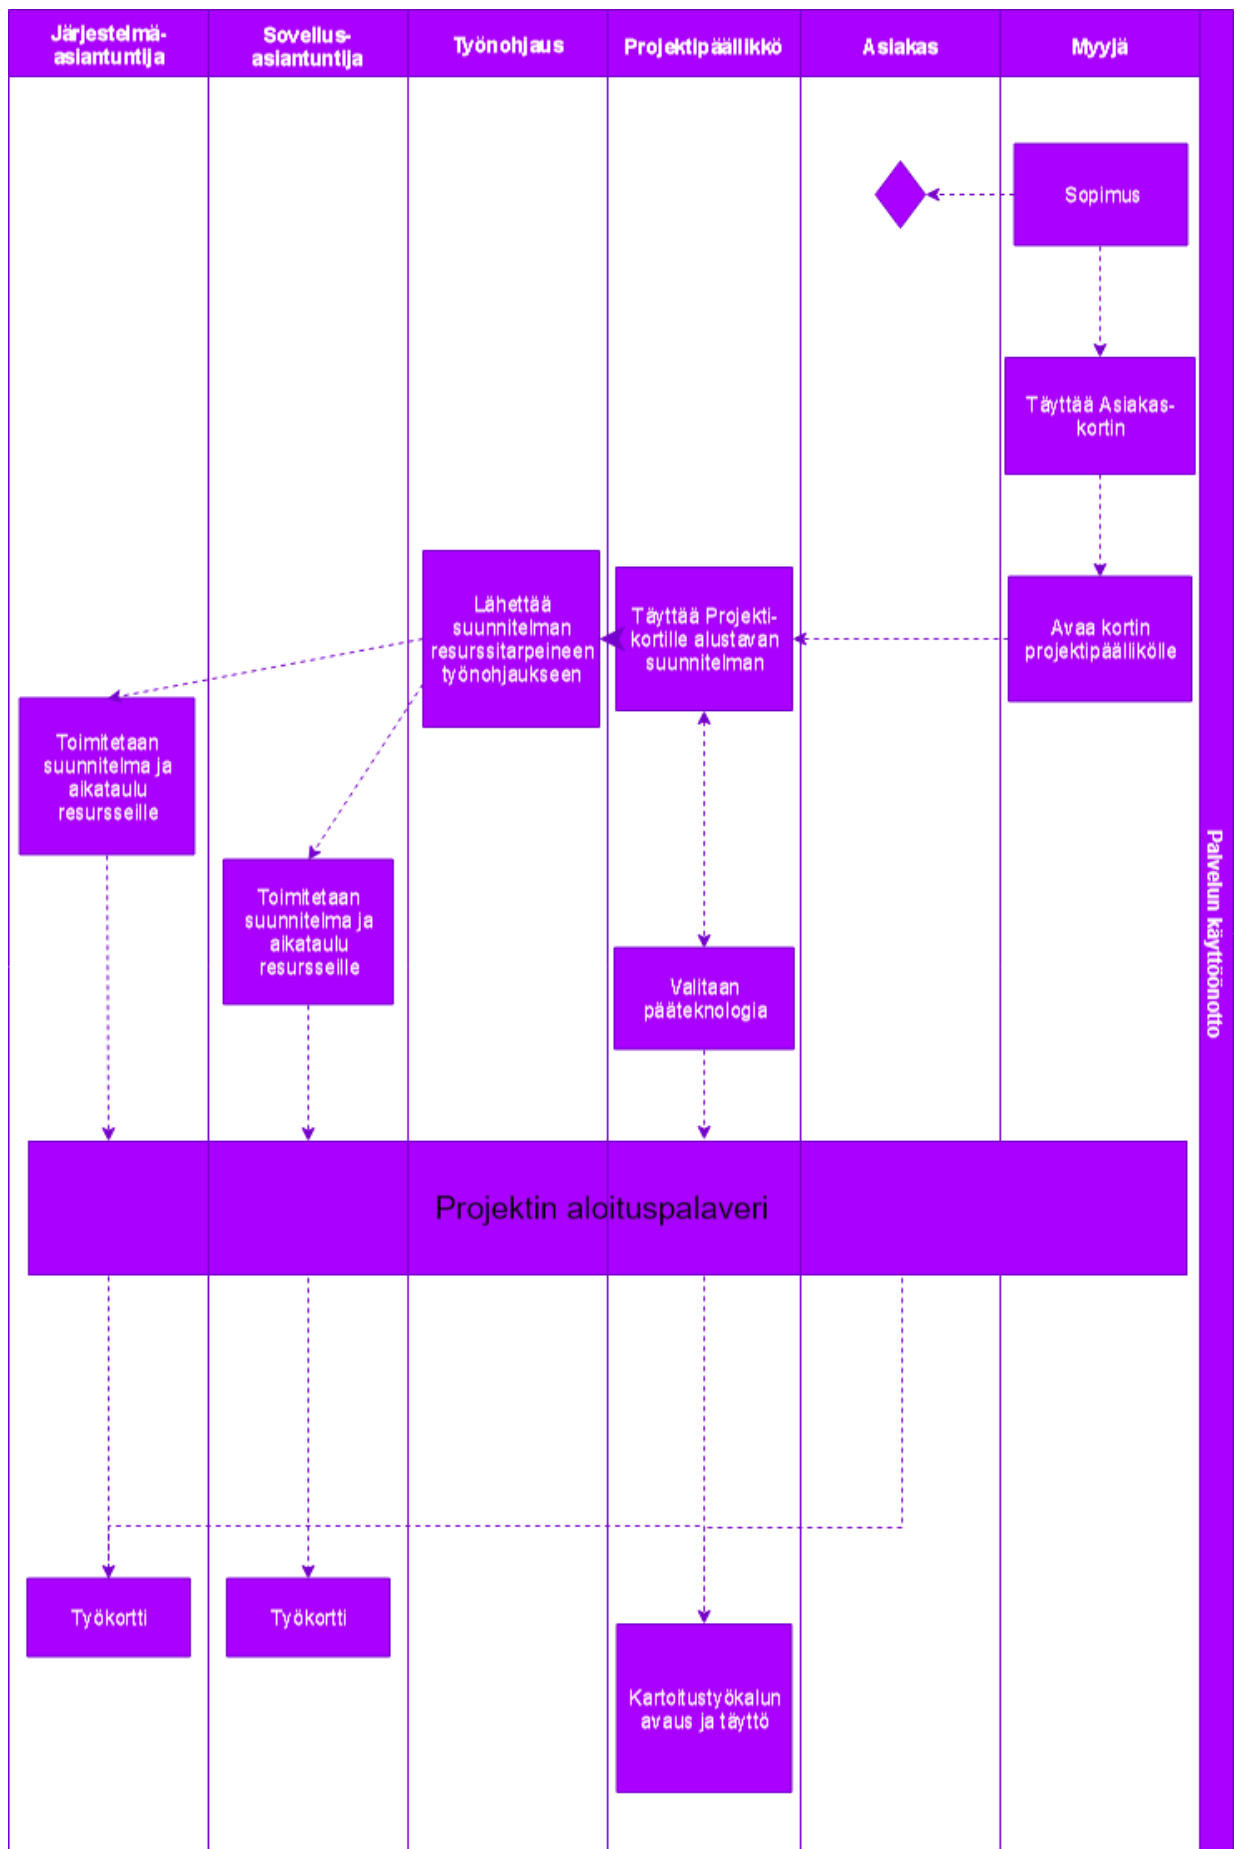 Järjestelmä-
asiantuntija
Sovellus-
asiantuntija
Työnohjaus
Projektipäällikkö
Asiakas
Myyjä
Palvelun käyttöönotto
Sopimus
Täyttää Asiakas-
kortin
Avaa kortin
projektipäällikölle
Täyttää Projekti-
kortille alustavan
suunnitelman
Lähettää
suunnitelman
resurssitarpeineen
työnohjaukseen
Toimitetaan
suunnitelma ja
aikataulu
resursseille
Toimitetaan
suunnitelma ja
aikataulu
resursseille
Valitaan
pääteknologia
Projektin aloituspalaveri
Työkortti
Työkortti
Kartoitustyökalun
avaus ja täyttö